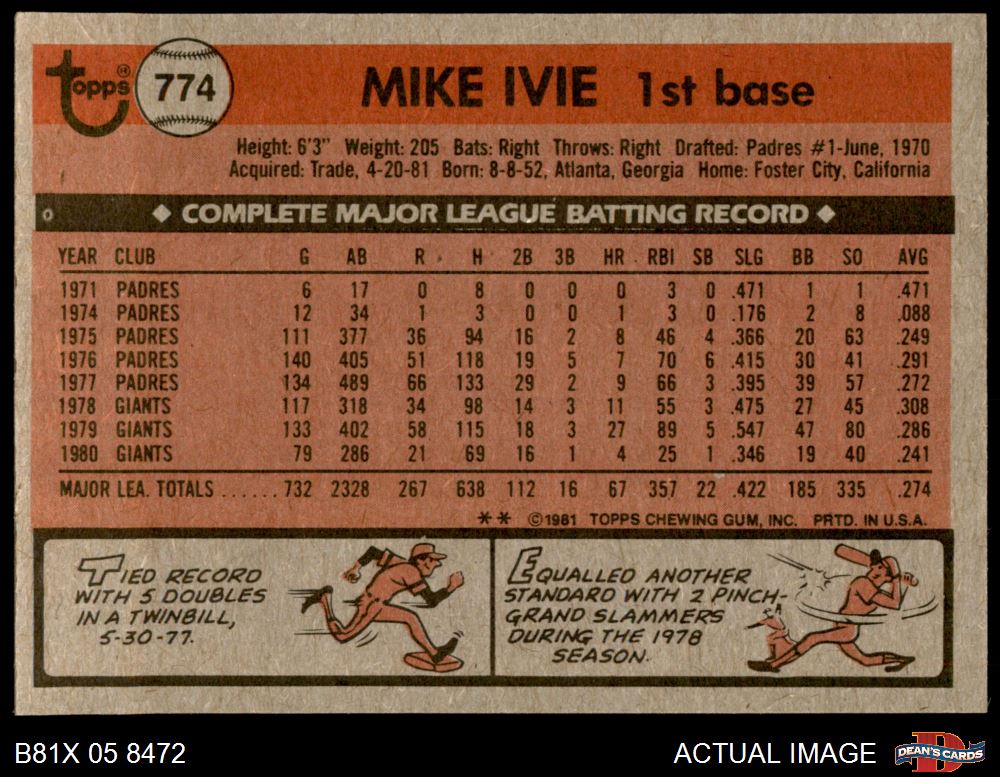 topps®
774
MIKE IVIE 1st base
Height: 6'3" Weight: 205 Bats: Right Throws: Right Drafted: Padres #1-June, 1970
Acquired: Trade, 4-20-81 Born: 8-8-52, Atlanta, Georgia Home: Foster City, California
◆ COMPLETE MAJOR LEAGUE BATTING RECORD ◆
YEAR CLUB G AB R H 2B 3B HR RBI SB SLG BB SO AVG
1971 PADRES 6 17 0 8 0 0 0 3 0 .471 1 1 .471
1974 PADRES 12 34 1 3 0 0 1 3 0 .176 2 8 .088
1975 PADRES 111 377 36 94 16 2 8 46 4 .366 20 63 .249
1976 PADRES 140 405 51 118 19 5 7 70 6 .415 30 41 .291
1977 PADRES 134 489 66 133 29 2 9 66 3 .395 39 57 .272
1978 GIANTS 117 318 34 98 14 3 11 55 3 .475 27 45 .308
1979 GIANTS 133 402 58 115 18 3 27 89 5 .547 47 80 .286
1980 GIANTS 79 286 21 69 16 1 4 25 1 .346 19 40 .241
MAJOR LEA. TOTALS ...... 732 2328 267 638 112 16 67 357 22 .422 185 335 .274
** ©1981 TOPPS CHEWING GUM, INC. PRTD. IN U.S.A.
TIED RECORD
WITH 5 DOUBLES
IN A TWINBILL,
5-30-77.
EQUALLED ANOTHER
STANDARD WITH 2 PINCH-
GRAND SLAMMERS
DURING THE 1978
SEASON.
B81X 05 8472
ACTUAL IMAGE
DEAN'S CARDS